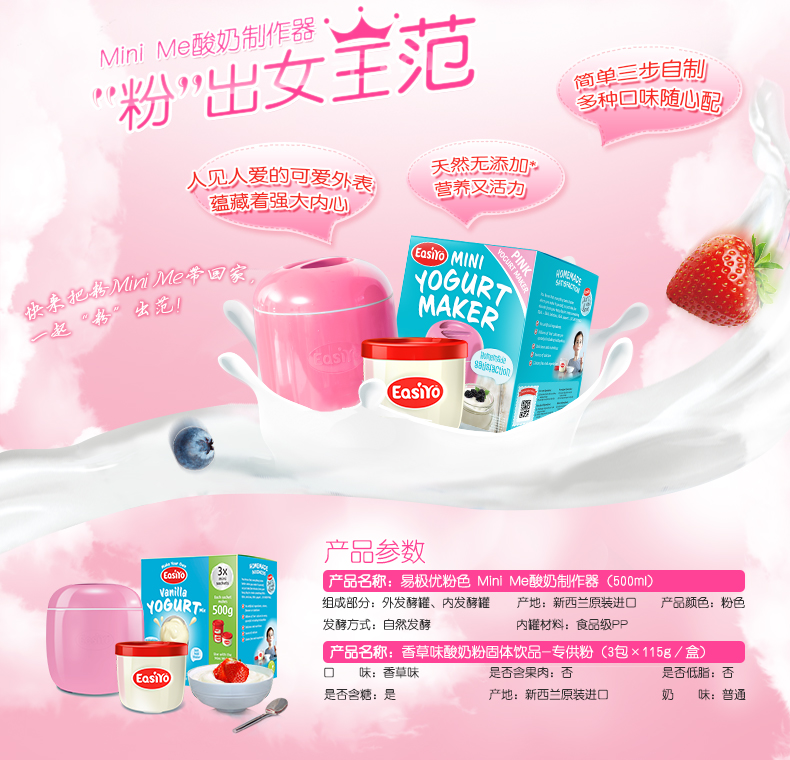 Mini Me酸奶制作器
“粉”出女王范
简单三步自制
多种口味随心配
人见人爱的可爱外表
蕴藏着强大内心
天然无添加*
营养又活力
快来把粉Mini Me带回家，
一起“粉”出范！
EasiYo
MINI
YOGURT
MAKER
PINK
YOGURT MAKER
HOMEMADE
SATISFACTION
Homemade
satisfaction
EasiYo
EasiYo
EasiYo
Vanilla
YOGURT
3x
500g
EasiYo
产品参数
产品名称：易极优粉色 Mini Me酸奶制作器（500ml）
组成部分：外发酵罐、内发酵罐 产地：新西兰原装进口 产品颜色：粉色
发酵方式：自然发酵 内罐材料：食品级PP
产品名称：香草味酸奶粉固体饮品-专供粉（3包×115g／盒）
口 味：香草味 是否含果肉：否 是否低脂：否
是否含糖：是 产地：新西兰原装进口 奶 味：普通